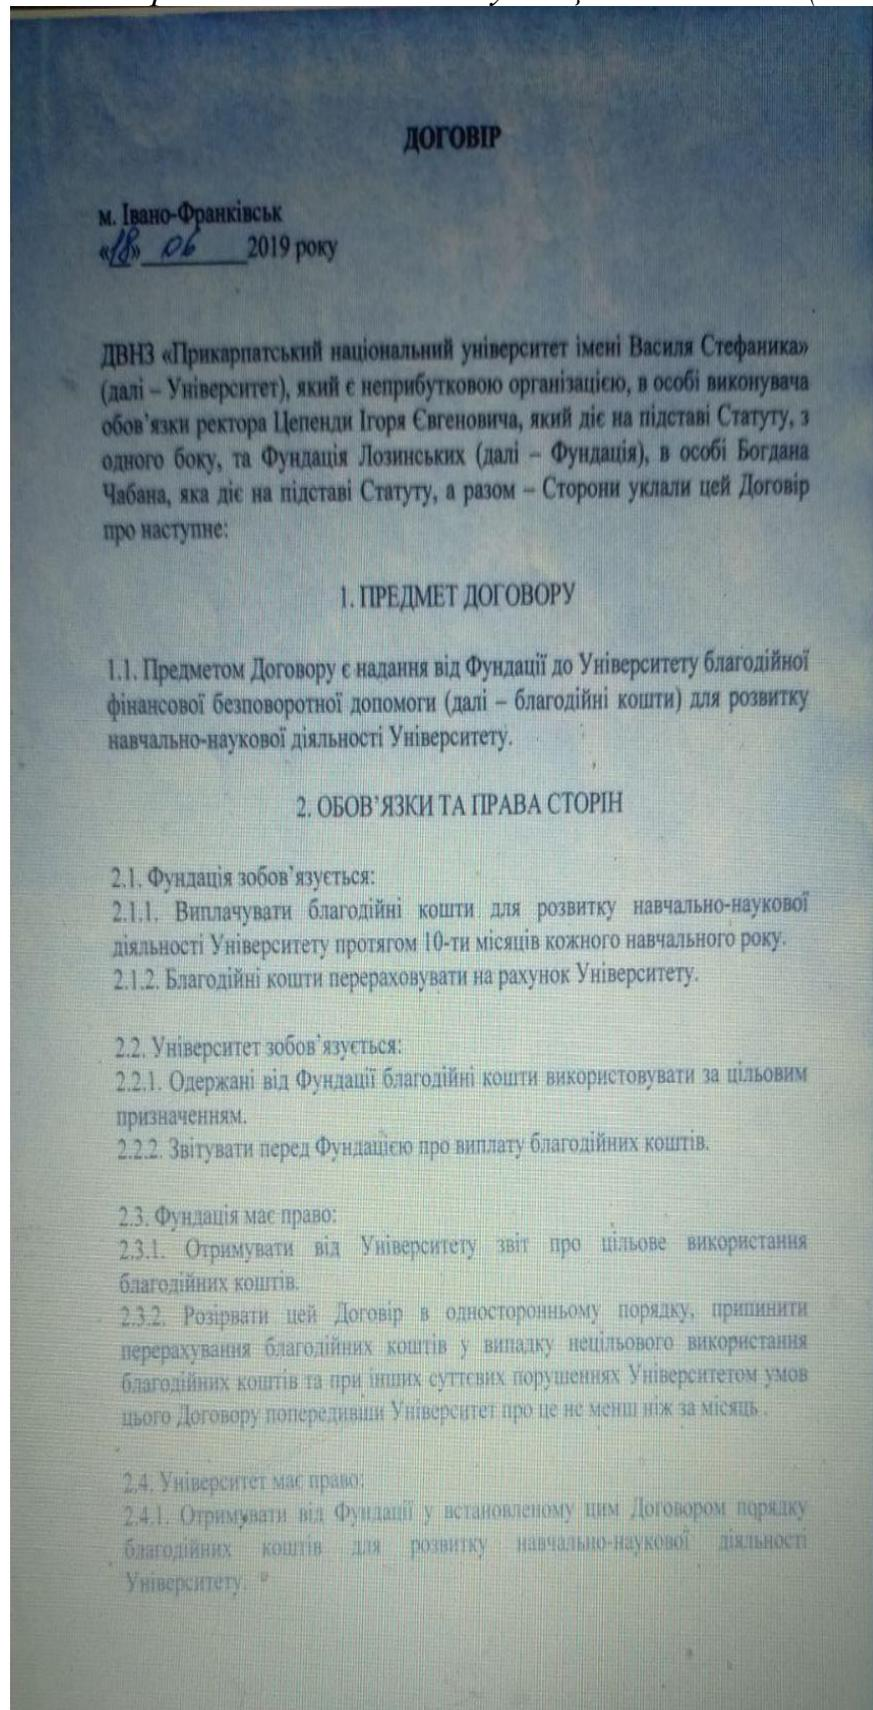 ДОГОВІР
м. Івано-Франківськ
«18» 06 2019 року
ДВНЗ «Прикарпатський національний університет імені Василя Стефаника»
(далі – Університет), який є неприбутковою організацією, в особі виконувача
обов’язки ректора Цепенди Ігоря Євгеновича, який діє на підставі Статуту, з
одного боку, та Фундація Лозинських (далі – Фундація), в особі Богдана
Чабана, яка діє на підставі Статуту, а разом – Сторони уклали цей Договір
про наступне:
1. ПРЕДМЕТ ДОГОВОРУ
1.1. Предметом Договору є надання від Фундації до Університету благодійної
фінансової безповоротної допомоги (далі – благодійні кошти) для розвитку
навчально-наукової діяльності Університету.
2. ОБОВ’ЯЗКИ ТА ПРАВА СТОРІН
2.1. Фундація зобов’язується:
2.1.1. Виплачувати благодійні кошти для розвитку навчально-наукової
діяльності Університету протягом 10-ти місяців кожного навчального року.
2.1.2. Благодійні кошти перераховувати на рахунок Університету.
2.2. Університет зобов’язується:
2.2.1. Одержані від Фундації благодійні кошти використовувати за цільовим
призначенням.
2.2.2. Звітувати перед Фундацією про виплату благодійних коштів.
2.3. Фундація має право:
2.3.1. Отримувати від Університету звіт про цільове використання
благодійних коштів.
2.3.2. Розірвати цей Договір в односторонньому порядку, припинити
перерахування благодійних коштів у випадку нецільового використання
благодійних коштів та при інших суттєвих порушеннях Університетом умов
цього Договору попередивши Університет про це не менш ніж за місяць .
2.4. Університет має право:
2.4.1. Отримувати від Фундації у встановленому цим Договором порядку
благодійних коштів для розвитку навчально-наукової діяльності
Університету.